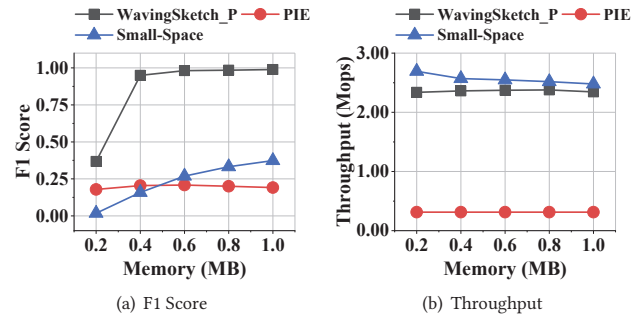 WavingSketch_P PIE
Small-Space
1.00
0.75
0.50
0.25
0.00
F1 Score
0.2 0.4 0.6 0.8 1.0
Memory (MB)
(a) F1 Score
WavingSketch_P PIE
Small-Space
3.00
2.00
1.00
0.00
Throughput (Mops)
0.2 0.4 0.6 0.8 1.0
Memory (MB)
(b) Throughput